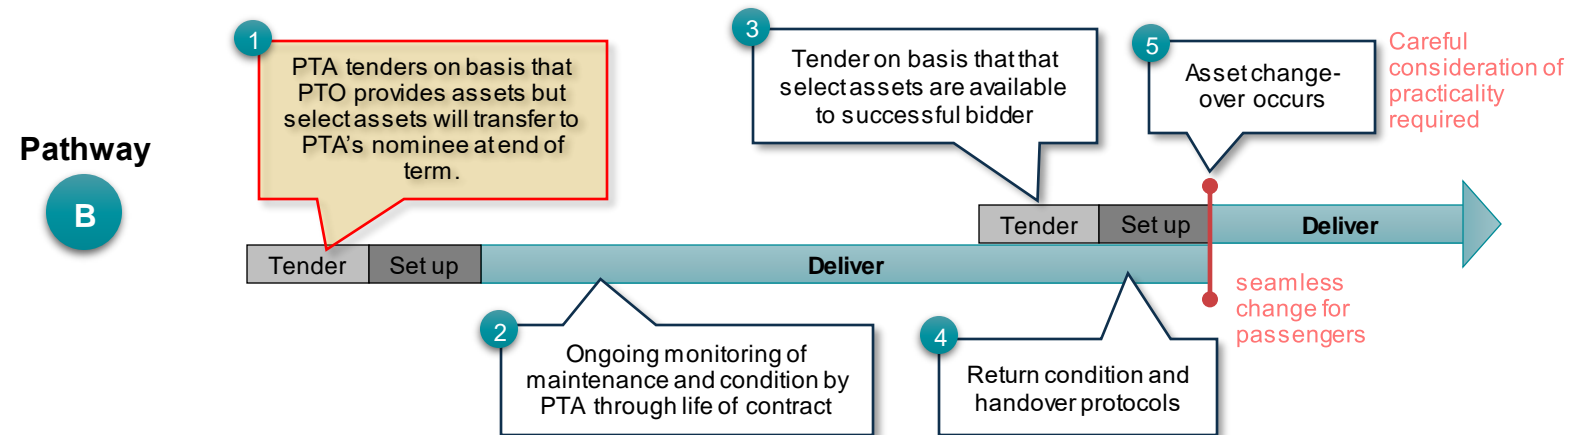 Pathway
B
1
PTA tenders on basis that
PTO provides assets but
select assets will transfer to
PTA's nominee at end of
term.
3
Tender on basis that that
select assets are available
to successful bidder
5
Asset change-
over occurs
Careful
consideration of
practicality
required
Tender
Set up
Deliver
Tender
Set up
Deliver
2
Ongoing monitoring of
maintenance and condition by
PTA through life of contract
4
Return condition and
handover protocols
seamless
change for
passengers